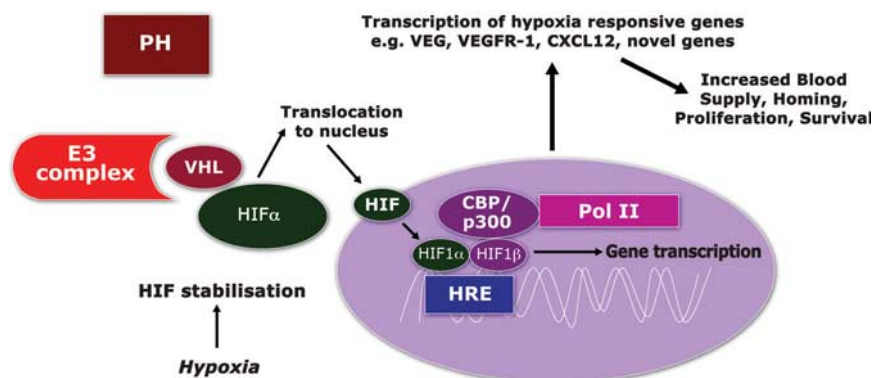 Transcription of hypoxia responsive genes
e.g. VEG, VEGFR-1, CXCL12, novel genes
PH
Increased Blood
Supply, Homing,
Proliferation, Survival
Translocation
to nucleus
E3
complex
VHL
HIFα
HIF
CBP/
p300
Pol II
HIF1α
HIF1β
Gene transcription
HRE
HIF stabilisation
Hypoxia